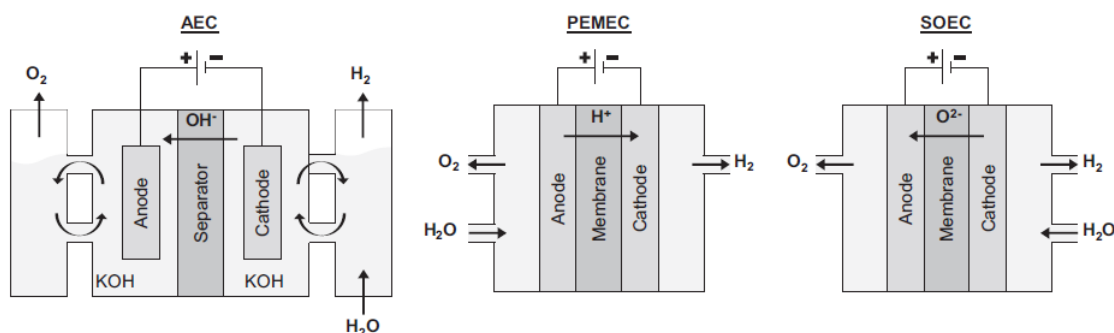 AEC
+ −
O₂
H₂
OH⁻
Anode
Separator
Cathode
KOH
KOH
H₂O
PEMEC
+ −
H⁺
O₂
H₂
H₂O
Anode
Membrane
Cathode
SOEC
+ −
O²⁻
O₂
H₂
H₂O
Anode
Membrane
Cathode